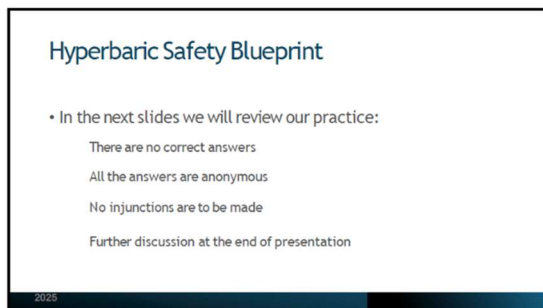 Hyperbaric Safety Blueprint
• In the next slides we will review our practice:
There are no correct answers
All the answers are anonymous
No injunctions are to be made
Further discussion at the end of presentation
2025